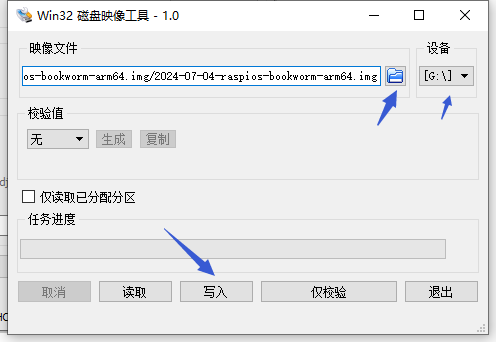 Win32 磁盘映像工具 - 1.0
映像文件
设备
os-bookworm-arm64.img/2024-07-04-raspios-bookworm-arm64.img
[G:\]
校验值
无
生成
复制
仅读取已分配分区
任务进度
取消
读取
写入
仅校验
退出